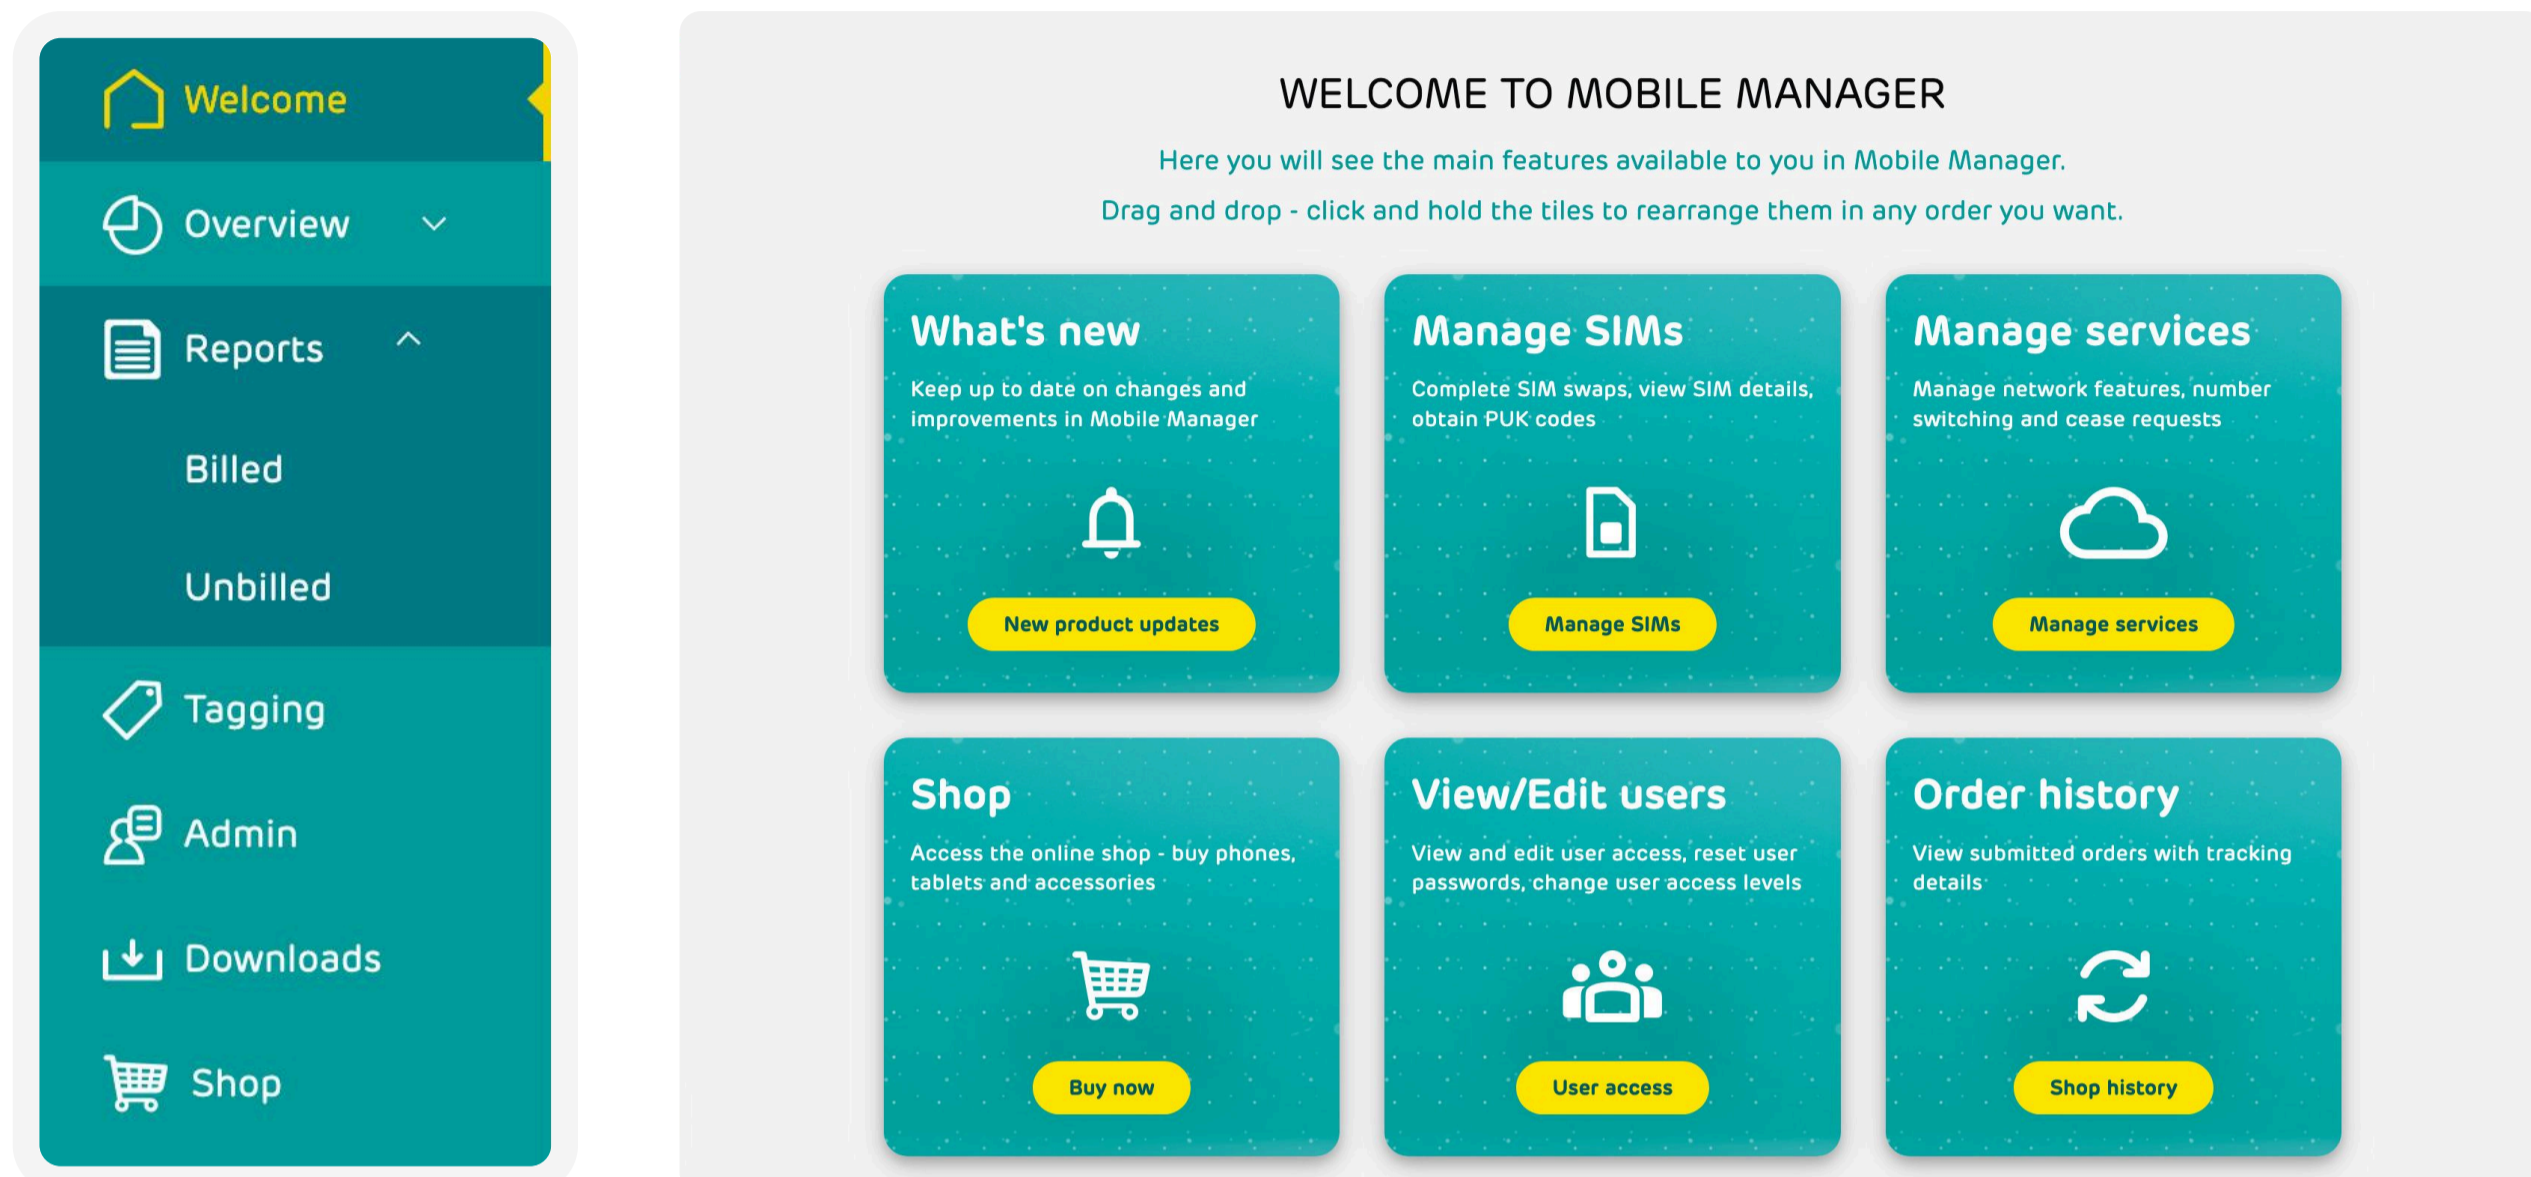 Welcome
Overview
Reports
Billed
Unbilled
Tagging
Admin
Downloads
Shop
WELCOME TO MOBILE MANAGER
Here you will see the main features available to you in Mobile Manager.
Drag and drop - click and hold the tiles to rearrange them in any order you want.
What's new
Keep up to date on changes and
improvements in Mobile Manager
New product updates
Manage SIMs
Complete SIM swaps, view SIM details,
obtain PUK codes
Manage SIMs
Manage services
Manage network features, number
switching and cease requests
Manage services
Shop
Access the online shop - buy phones,
tablets and accessories
Buy now
View/Edit users
View and edit user access, reset user
passwords, change user access levels
User access
Order history
View submitted orders with tracking
details
Shop history